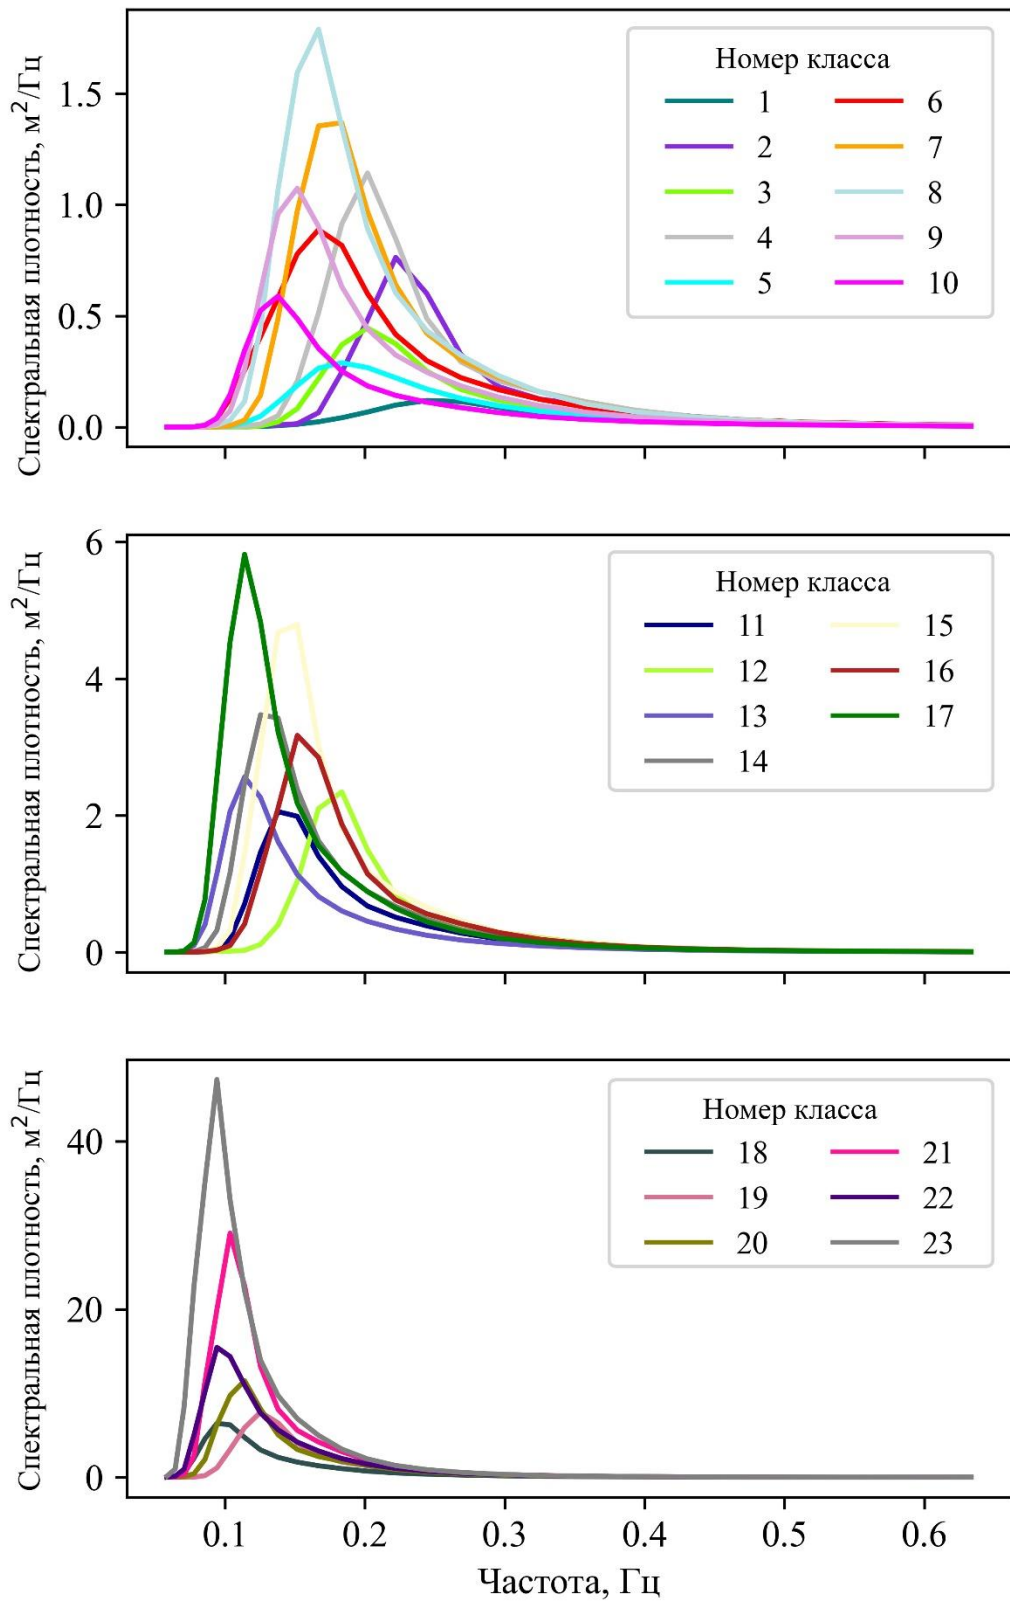 Спектральная плотность, м²/Гц
1.5
1.0
0.5
0.0
Номер класса
1 6
2 7
3 8
4 9
5 10
Спектральная плотность, м²/Гц
6
4
2
0
Номер класса
11 15
12 16
13 17
14
Спектральная плотность, м²/Гц
40
20
0
Номер класса
18 21
19 22
20 23
0.1 0.2 0.3 0.4 0.5 0.6
Частота, Гц